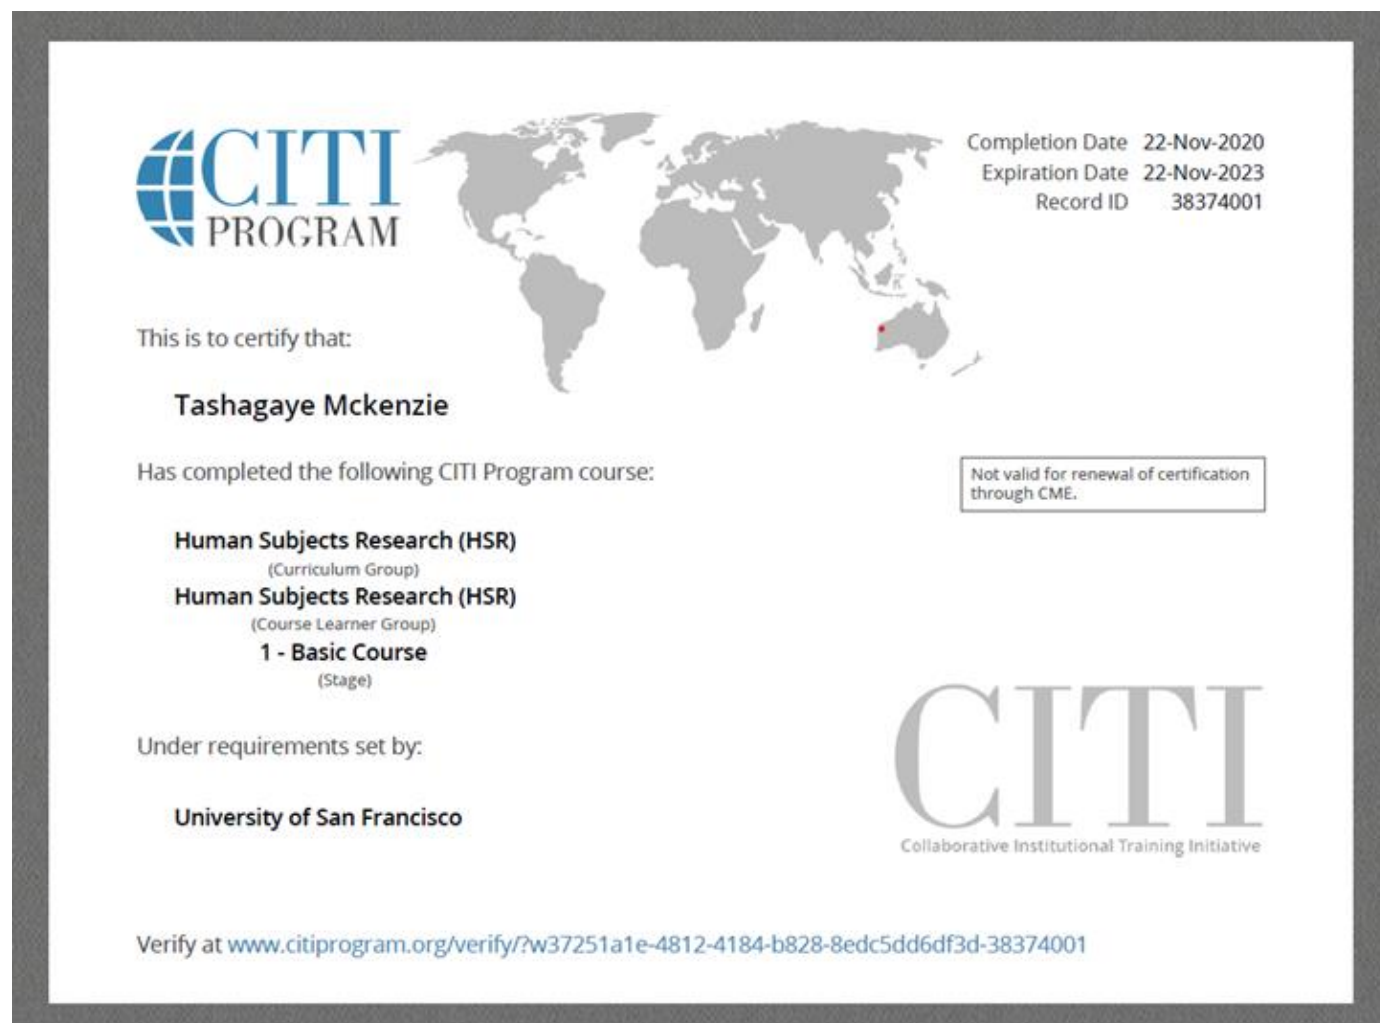 CITI
PROGRAM
Completion Date 22-Nov-2020
Expiration Date 22-Nov-2023
Record ID 38374001
This is to certify that:
Tashagaye Mckenzie
Has completed the following CITI Program course:
Not valid for renewal of certification
through CME.
Human Subjects Research (HSR)
(Curriculum Group)
Human Subjects Research (HSR)
(Course Learner Group)
1 - Basic Course
(Stage)
Under requirements set by:
University of San Francisco
CITI
Collaborative Institutional Training Initiative
Verify at www.citiprogram.org/verify/?w37251a1e-4812-4184-b828-8edc5dd6df3d-38374001